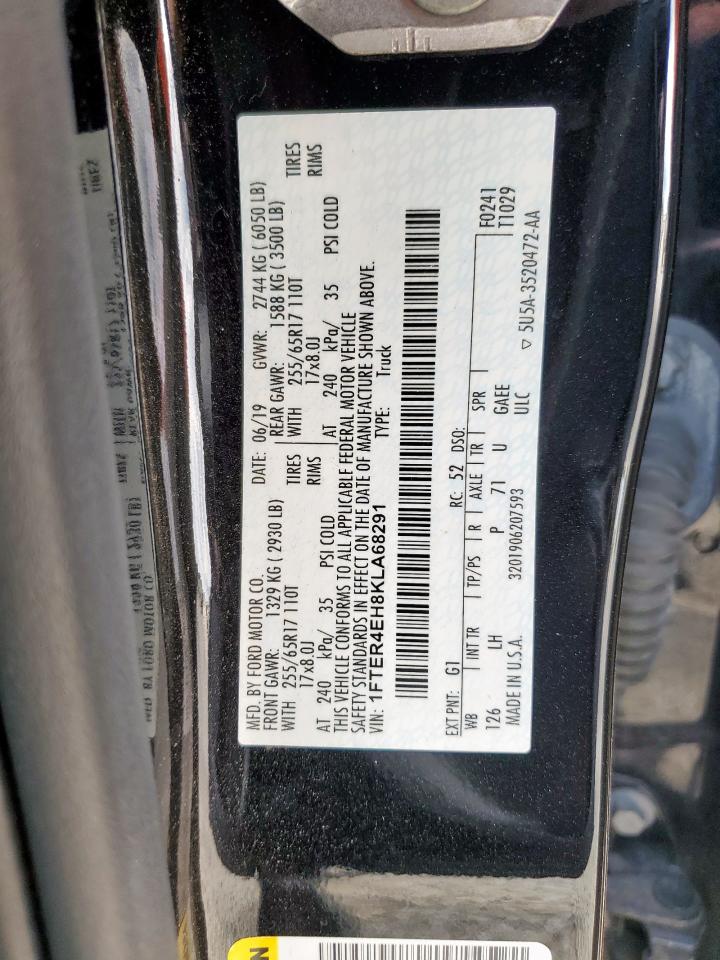 MFD. BY FORD MOTOR CO.
DATE: 06/19 GVWR: 2744 KG ( 6050 LB)
FRONT GAWR: 1329 KG ( 2930 LB)
REAR GAWR: 1588 KG ( 3500 LB)
WITH 255/65R17 110T TIRES
WITH 255/65R17 110T TIRES
17x8.0J RIMS
17x8.0J RIMS
AT 240 kPa/ 35 PSI COLD
AT 240 kPa/ 35 PSI COLD
THIS VEHICLE CONFORMS TO ALL APPLICABLE FEDERAL MOTOR VEHICLE
SAFETY STANDARDS IN EFFECT ON THE DATE OF MANUFACTURE SHOWN ABOVE.
VIN: 1FTER4EH8KLA68291 TYPE: Truck
EXT PNT: G1 RC: 52 DSO:
WB INT TR TP/PS R AXLE TR SPR F0241
126 LH P 71 U GAEE T1029
ULC
MADE IN U.S.A. 3201906207593 ▽ 5U5A-3520472-AA